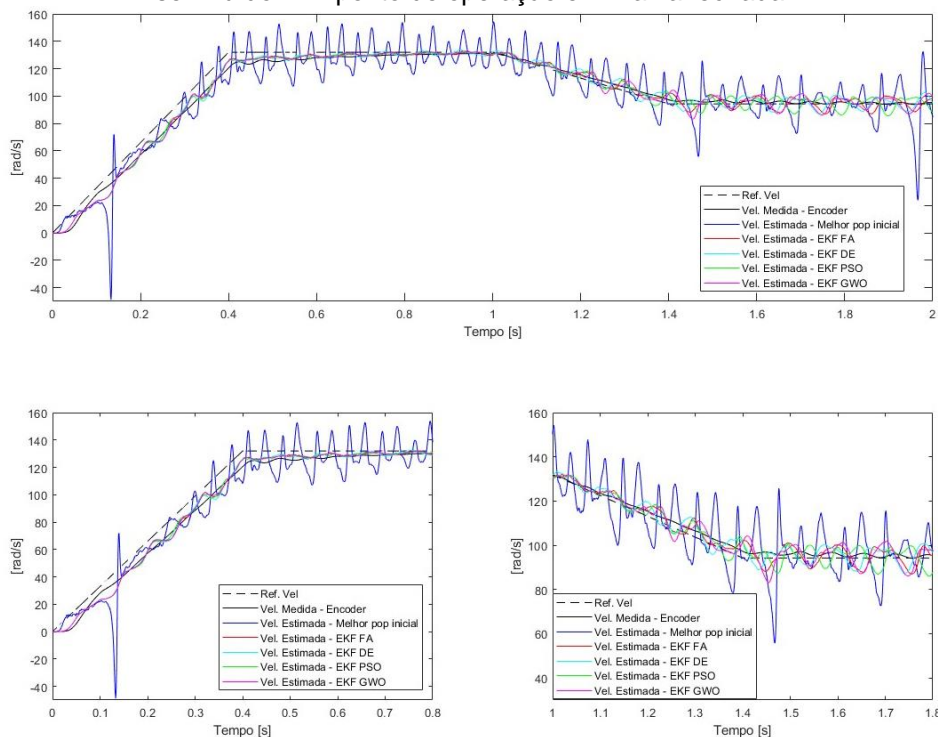 160
140
120
100
80
60
40
20
0
-20
-40
[rad/s]
Ref. Vel
Vel. Medida - Encoder
Vel. Estimada - Melhor pop inicial
Vel. Estimada - EKF FA
Vel. Estimada - EKF DE
Vel. Estimada - EKF PSO
Vel. Estimada - EKF GWO
0 0.2 0.4 0.6 0.8 1 1.2 1.4 1.6 1.8 2
Tempo [s]
160
140
120
100
80
60
40
20
0
-20
-40
[rad/s]
Ref. Vel
Vel. Medida - Encoder
Vel. Estimada - Melhor pop inicial
Vel. Estimada - EKF FA
Vel. Estimada - EKF DE
Vel. Estimada - EKF PSO
Vel. Estimada - EKF GWO
0 0.1 0.2 0.3 0.4 0.5 0.6 0.7 0.8
Tempo [s]
160
140
120
100
80
60
40
[rad/s]
Ref. Vel
Vel. Medida - Encoder
Vel. Estimada - Melhor pop inicial
Vel. Estimada - EKF FA
Vel. Estimada - EKF DE
Vel. Estimada - EKF PSO
Vel. Estimada - EKF GWO
1 1.1 1.2 1.3 1.4 1.5 1.6 1.7 1.8
Tempo [s]